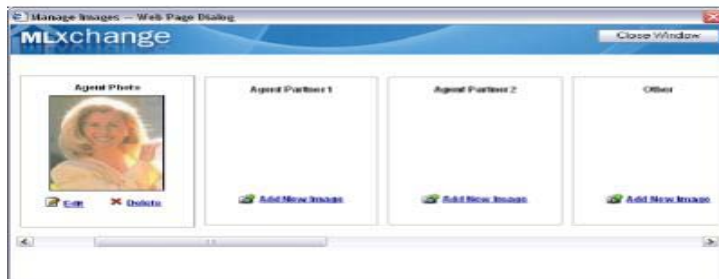 Manage Images -- Web Page Dialog
MLXchange
Close Window
Agent Photo
Agent Partner 1
Agent Partner 2
Other
Edit
Delete
Add New Image
Add New Image
Add New Image